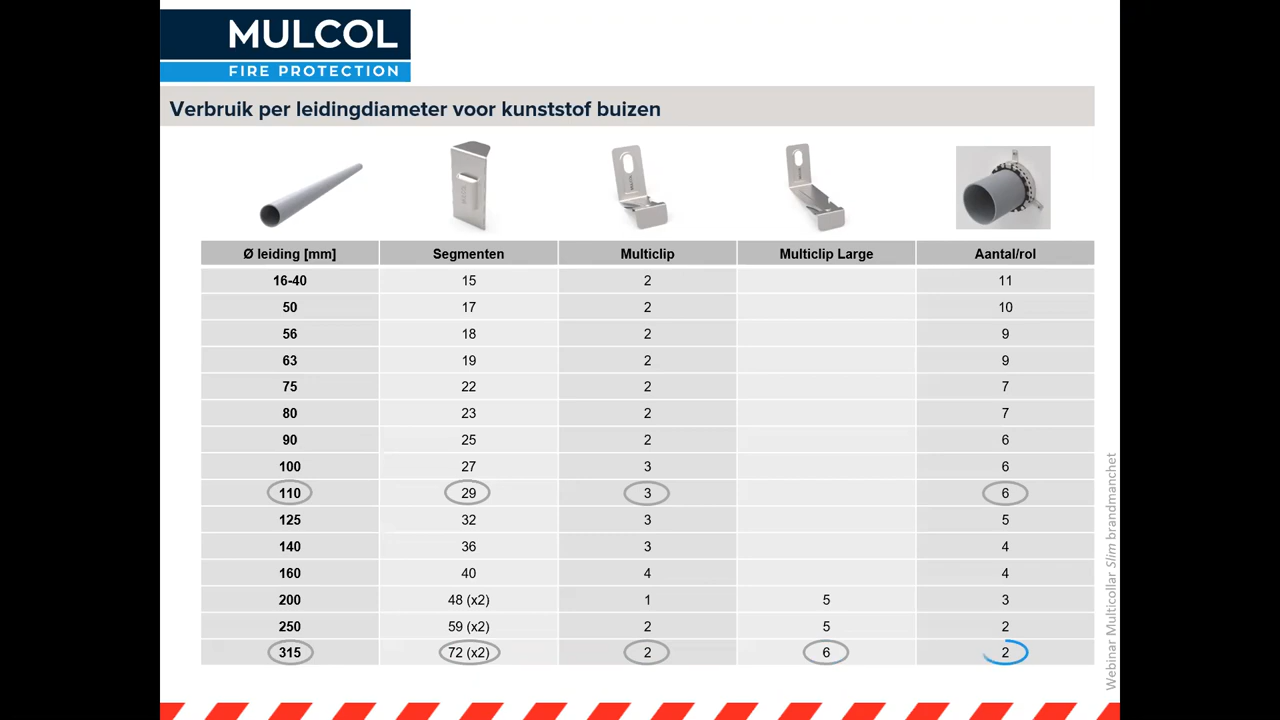 MULCOL
FIRE PROTECTION
Verbruik per leidingdiameter voor kunststof buizen
Ø leiding [mm] Segmenten Multiclip Multiclip Large Aantal/rol
16-40 15 2 11
50 17 2 10
56 18 2 9
63 19 2 9
75 22 2 7
80 23 2 7
90 25 2 6
100 27 3 6
110 29 3 6
125 32 3 5
140 36 3 4
160 40 4 4
200 48 (x2) 1 5 3
250 59 (x2) 2 5 2
315 72 (x2) 2 6 2
Webinar Multicollar Slim brandmanchet